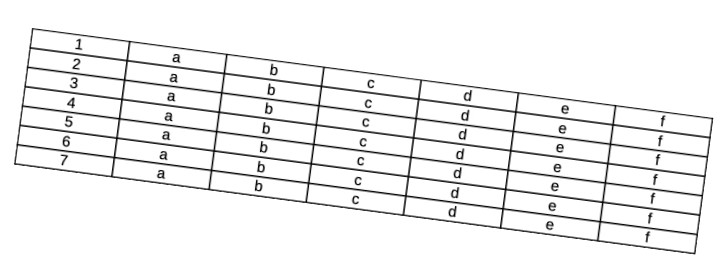 1 a b c d e f
2 a b c d e f
3 a b c d e f
4 a b c d e f
5 a b c d e f
6 a b c d e f
7 a b c d e f